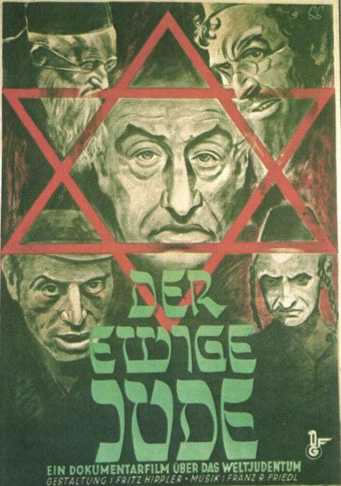 DER
EWIGE
JUDE
EIN DOKUMENTARFILM ÜBER DAS WELTJUDENTUM
GESTALTUNG: FRITZ HIPPLER • MUSIK: FRANZ R. FRIEDL